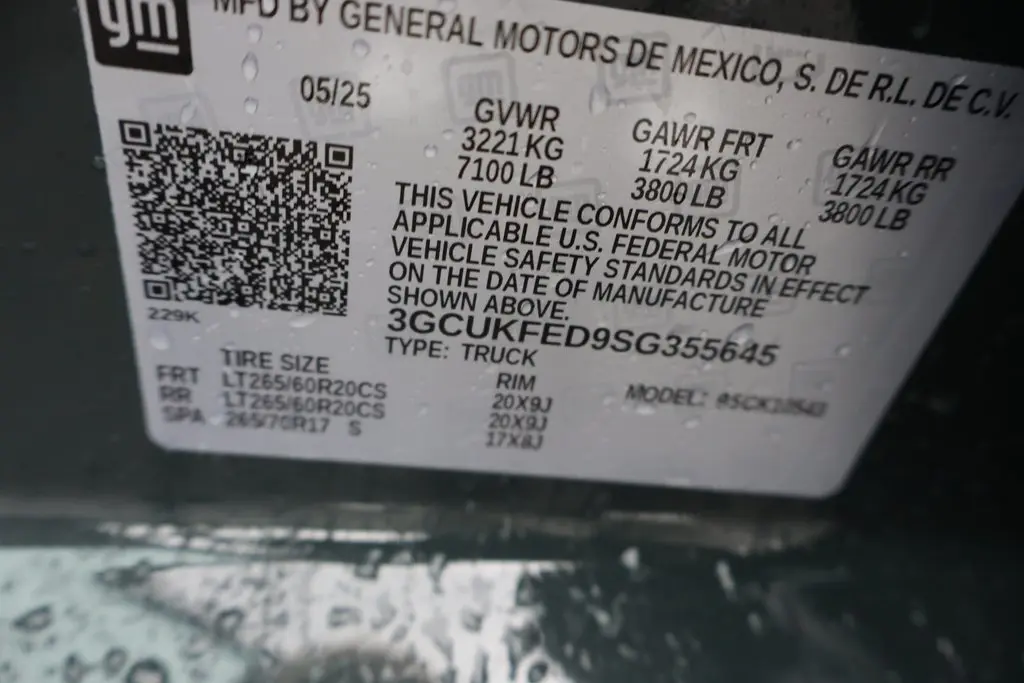 gm
MFD BY GENERAL MOTORS DE MEXICO, S. DE R.L. DE C.V.
05/25
GVWR GAWR FRT GAWR RR
3221 KG 1724 KG 1724 KG
7100 LB 3800 LB 3800 LB
THIS VEHICLE CONFORMS TO ALL
APPLICABLE U.S. FEDERAL MOTOR
VEHICLE SAFETY STANDARDS IN EFFECT
ON THE DATE OF MANUFACTURE
SHOWN ABOVE.
229K
3GCUKFED9SG355645
TYPE: TRUCK
TIRE SIZE RIM MODEL:
FRT LT265/60R20CS 20X9J
RR LT265/60R20CS 20X9J
SPA 265/70R17 S 17X8J